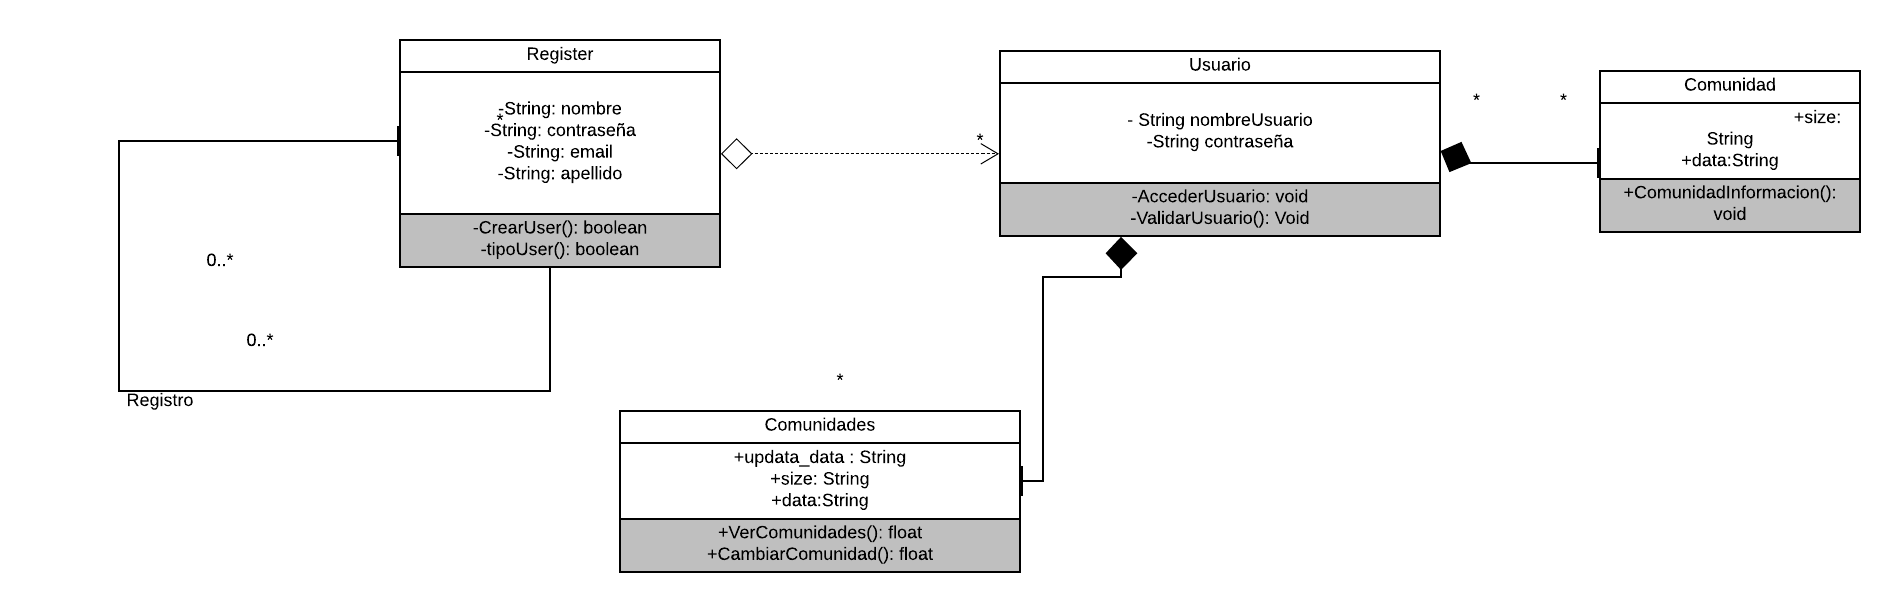 Register
-String: nombre
*
-String: contraseña
-String: email
-String: apellido
-CrearUser(): boolean
-tipoUser(): boolean
0..*
0..*
Registro
*
Usuario
- String nombreUsuario
-String contraseña
-AccederUsuario: void
-ValidarUsuario(): Void
* *
Comunidad
+size:
String
+data:String
+ComunidadInformacion():
void
*
Comunidades
+updata_data : String
+size: String
+data:String
+VerComunidades(): float
+CambiarComunidad(): float